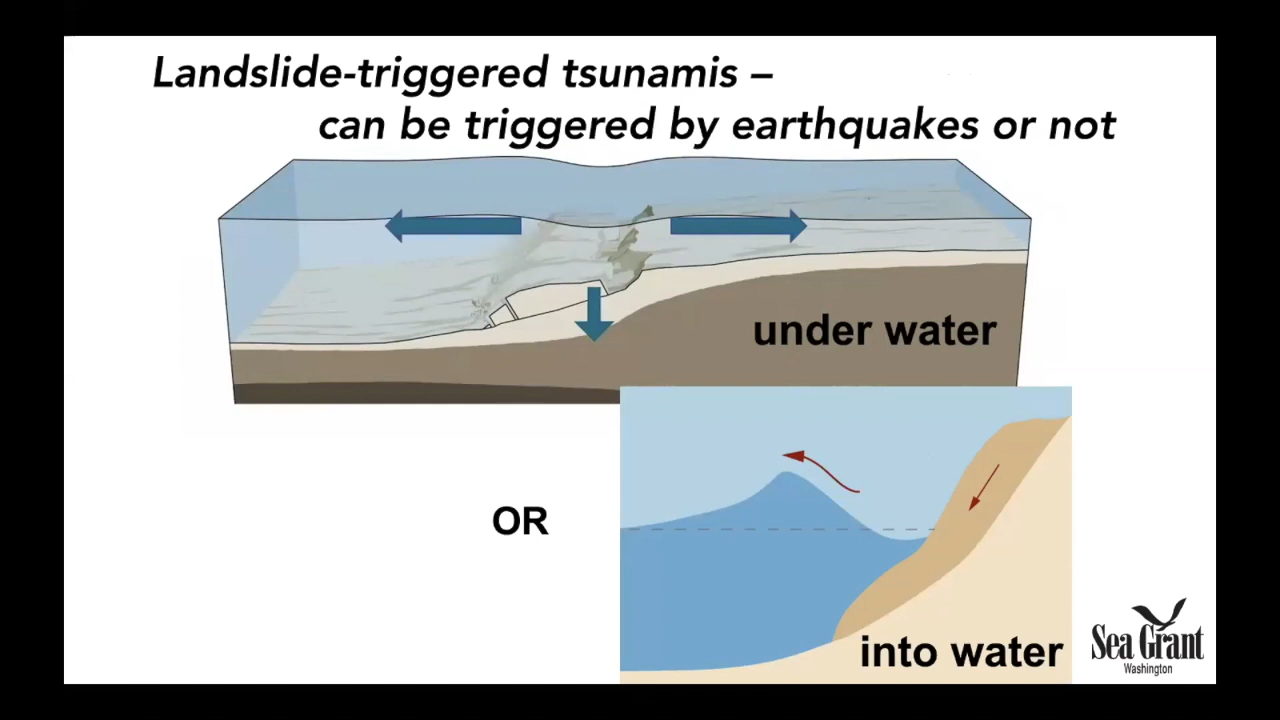 Landslide-triggered tsunamis –
can be triggered by earthquakes or not
under water
OR
into water
Sea Grant
Washington